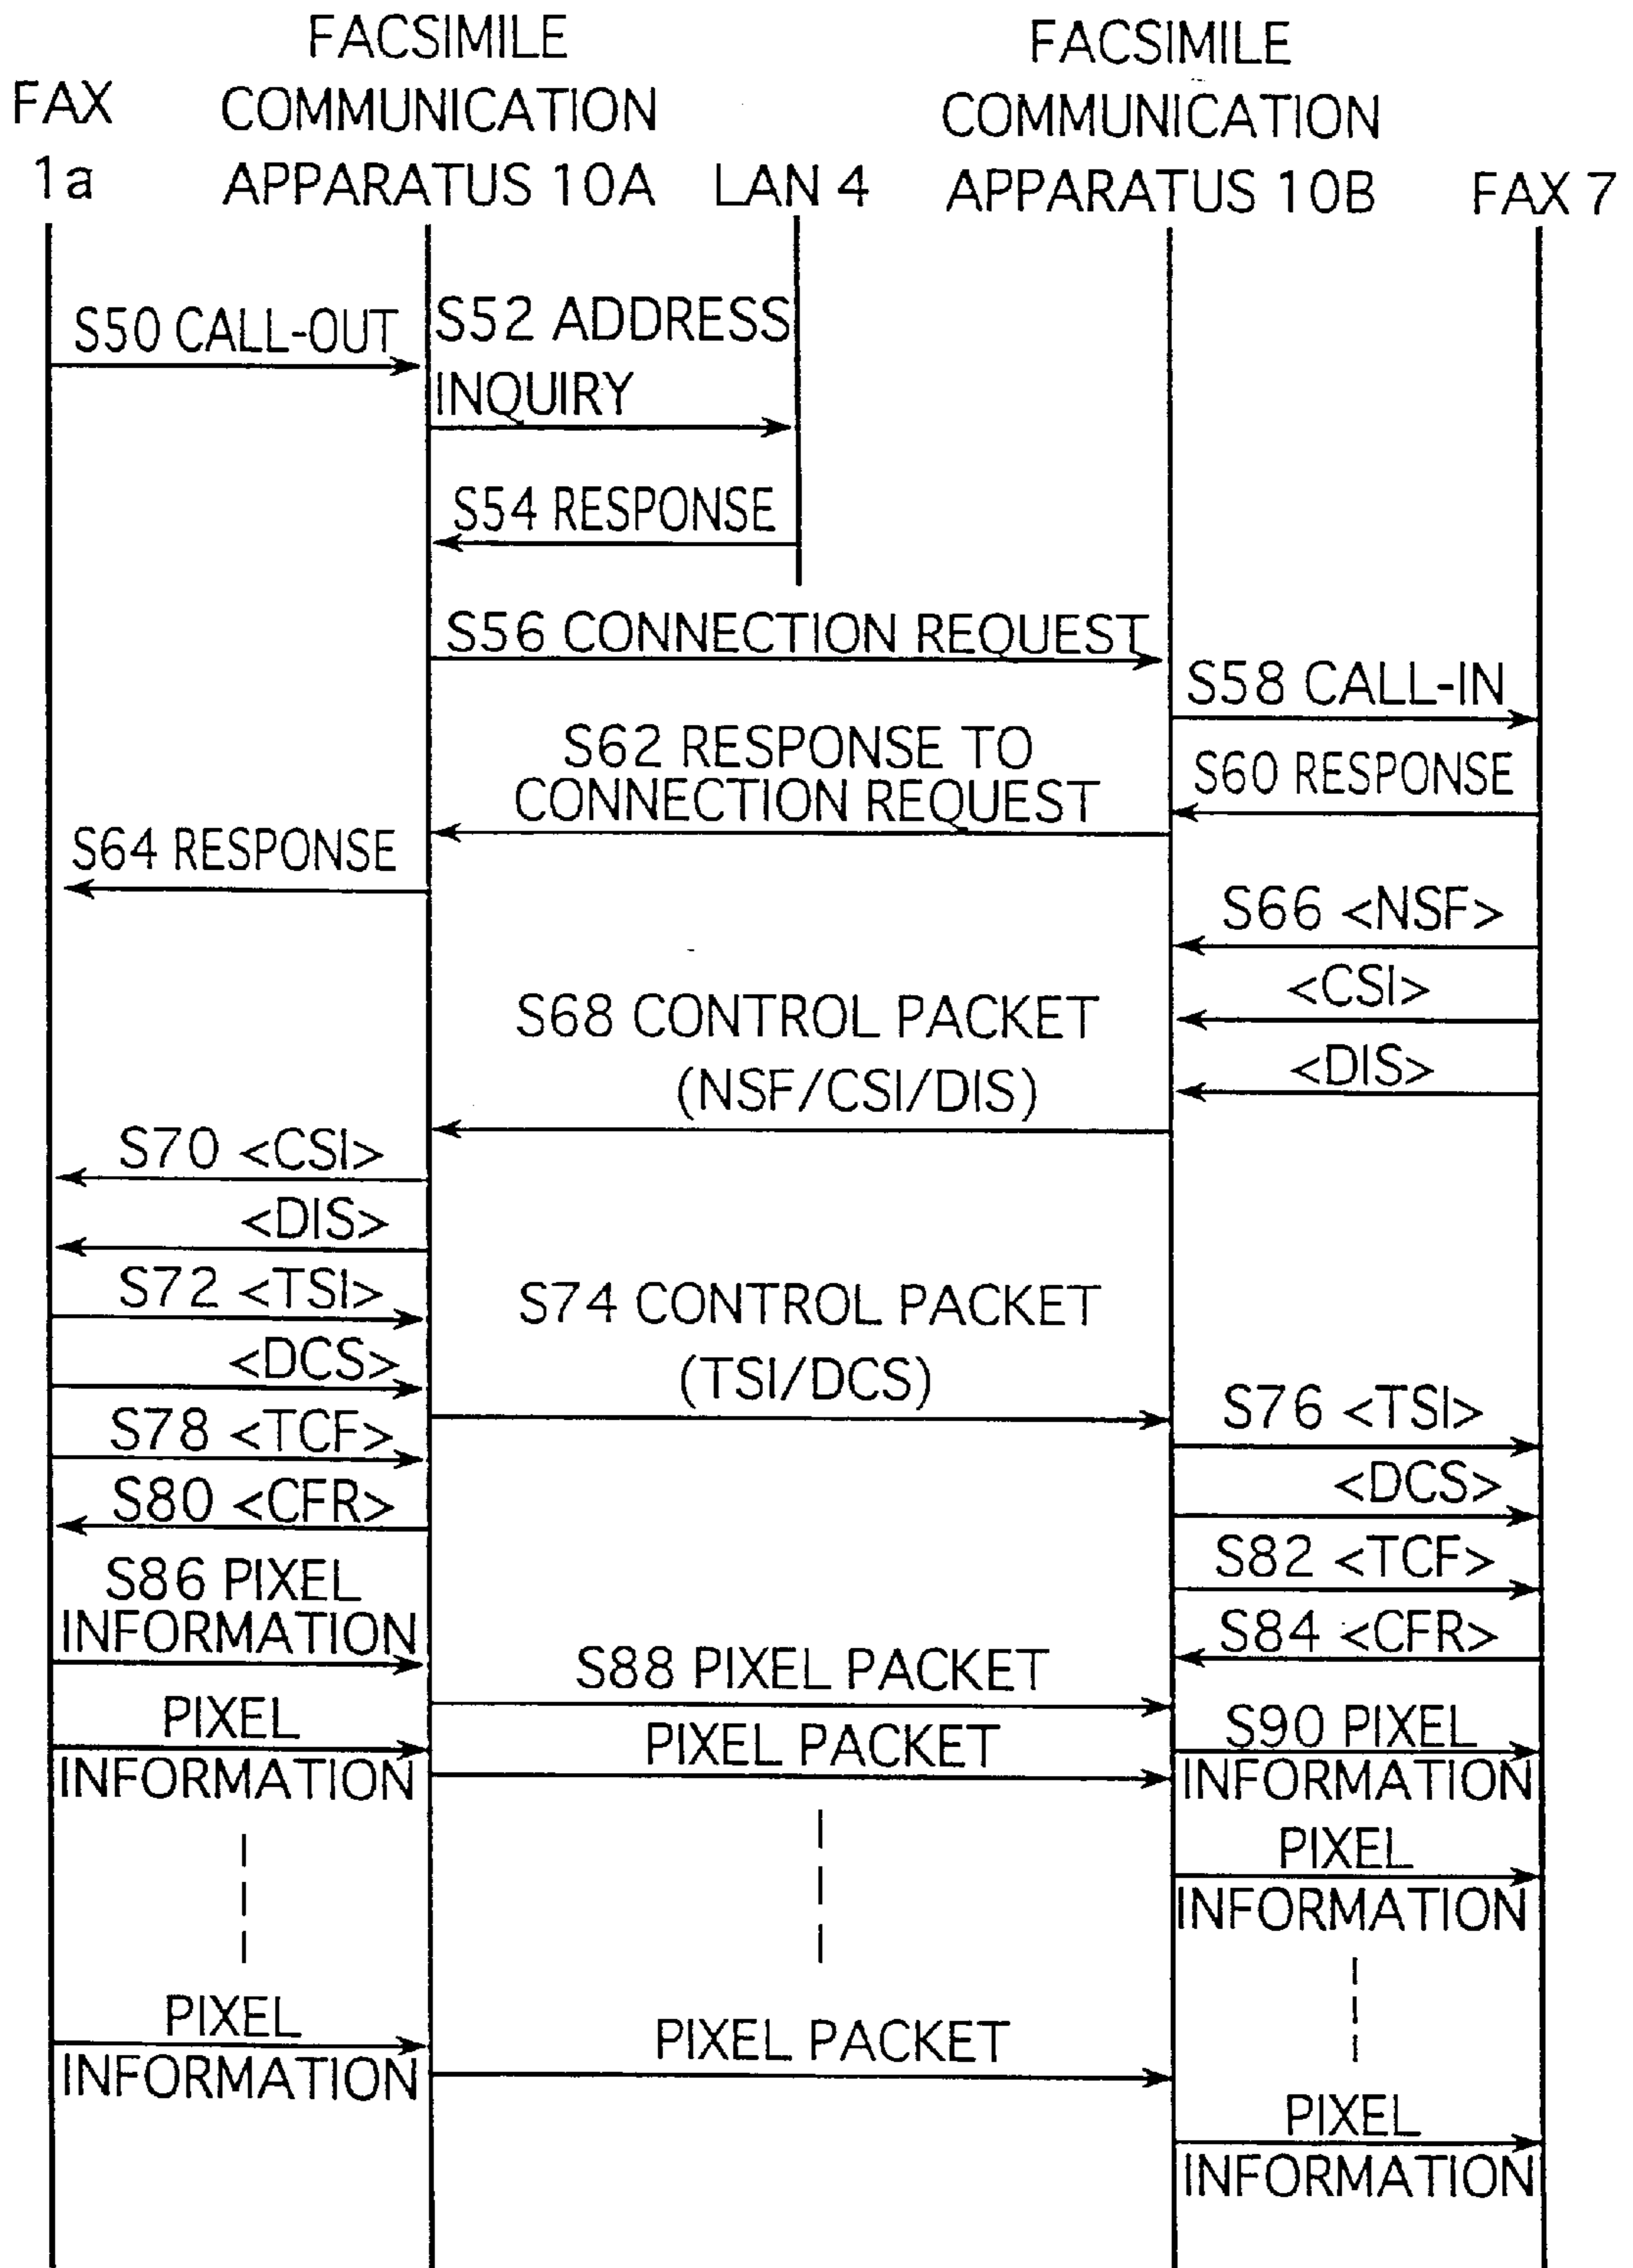 FACSIMILE
COMMUNICATION
APPARATUS 10A
FACSIMILE
COMMUNICATION
APPARATUS 10B
FAX
1a
LAN 4
FAX 7
S50 CALL-OUT
S52 ADDRESS
INQUIRY
S54 RESPONSE
S56 CONNECTION REQUEST
S58 CALL-IN
S62 RESPONSE TO
CONNECTION REQUEST
S60 RESPONSE
S64 RESPONSE
S66 <NSF>
<CSI>
<DIS>
S68 CONTROL PACKET
(NSF/CSI/DIS)
S70 <CSI>
<DIS>
S72 <TSI>
<DCS>
S74 CONTROL PACKET
(TSI/DCS)
S76 <TSI>
<DCS>
S78 <TCF>
S80 <CFR>
S82 <TCF>
S84 <CFR>
S86 PIXEL
INFORMATION
S88 PIXEL PACKET
PIXEL
INFORMATION
PIXEL PACKET
S90 PIXEL
INFORMATION
PIXEL
INFORMATION
PIXEL
INFORMATION
PIXEL PACKET
PIXEL
INFORMATION